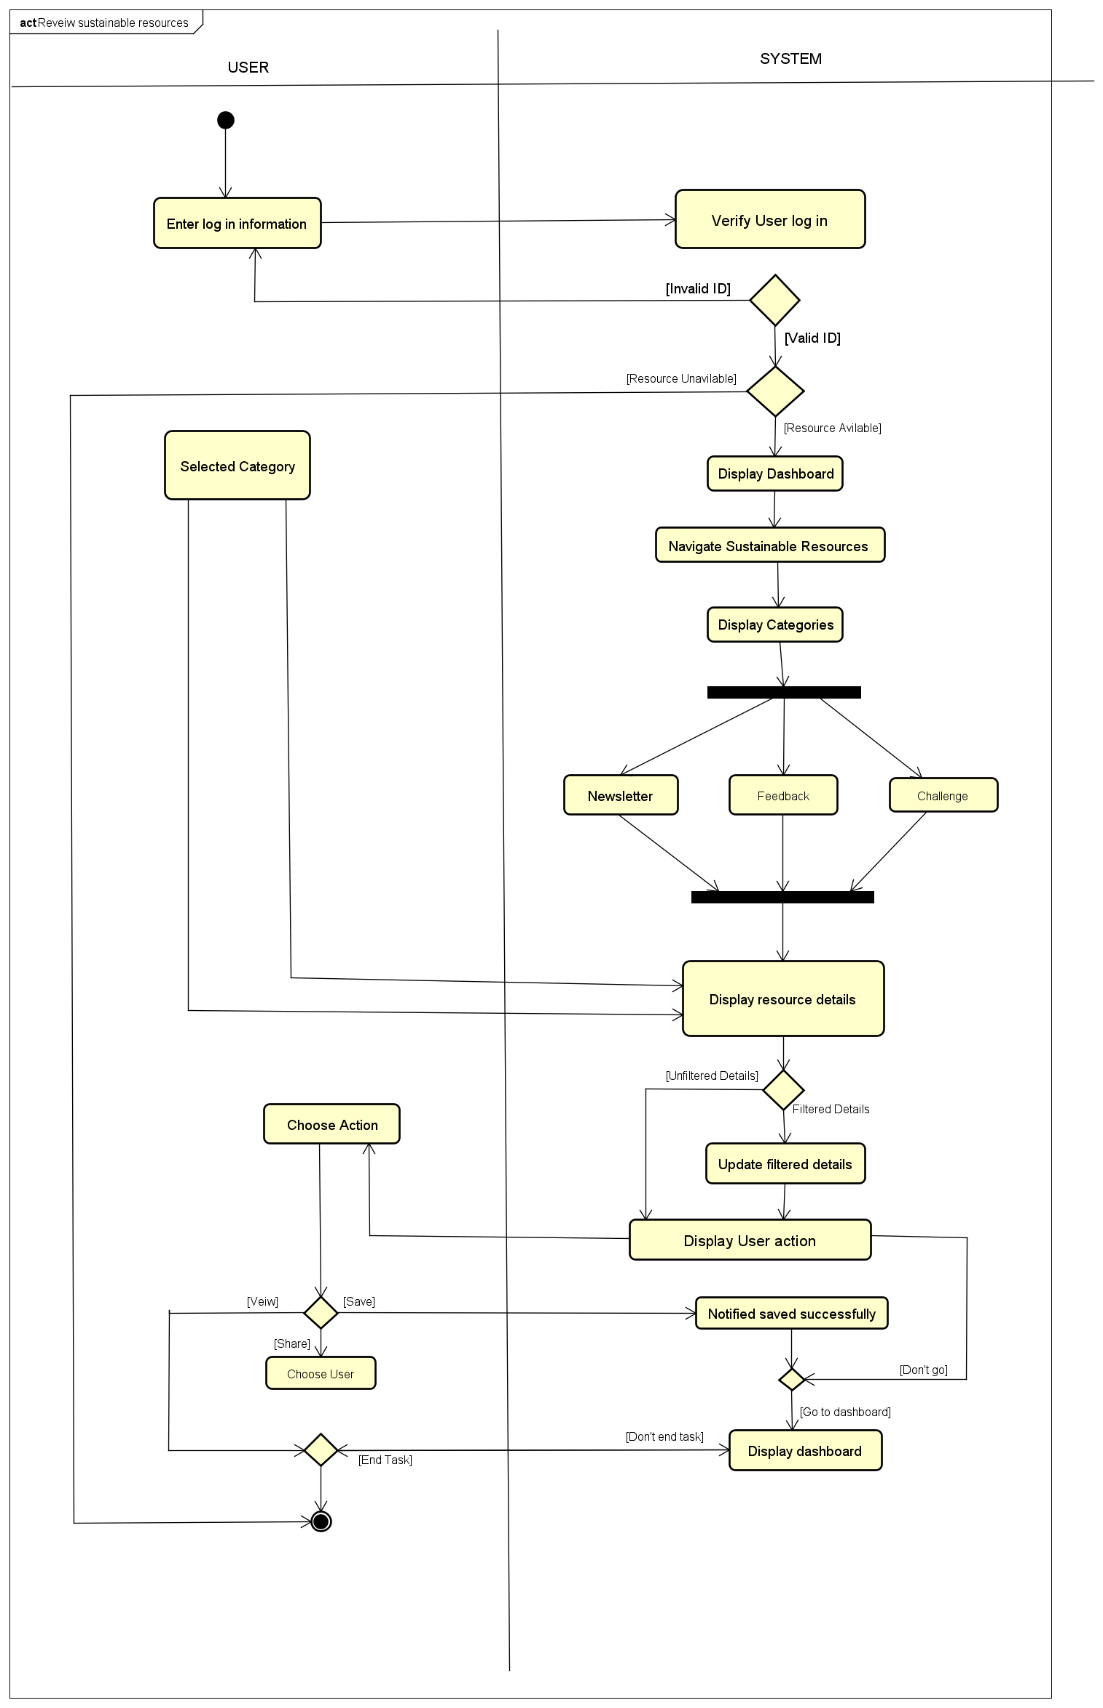 act Reveiw sustainable resources
USER
SYSTEM
Enter log in information
Verify User log in
[Invalid ID]
[Valid ID]
[Resource Unavilable]
[Resource Avilable]
Selected Category
Display Dashboard
Navigate Sustainable Resources
Display Categories
Newsletter
Feedback
Challenge
Display resource details
[Unfiltered Details]
Filtered Details
Choose Action
Update filtered details
Display User action
[Veiw]
[Save]
Notified saved successfully
[Share]
Choose User
[Don't go]
[Go to dashboard]
[Don't end task]
[End Task]
Display dashboard